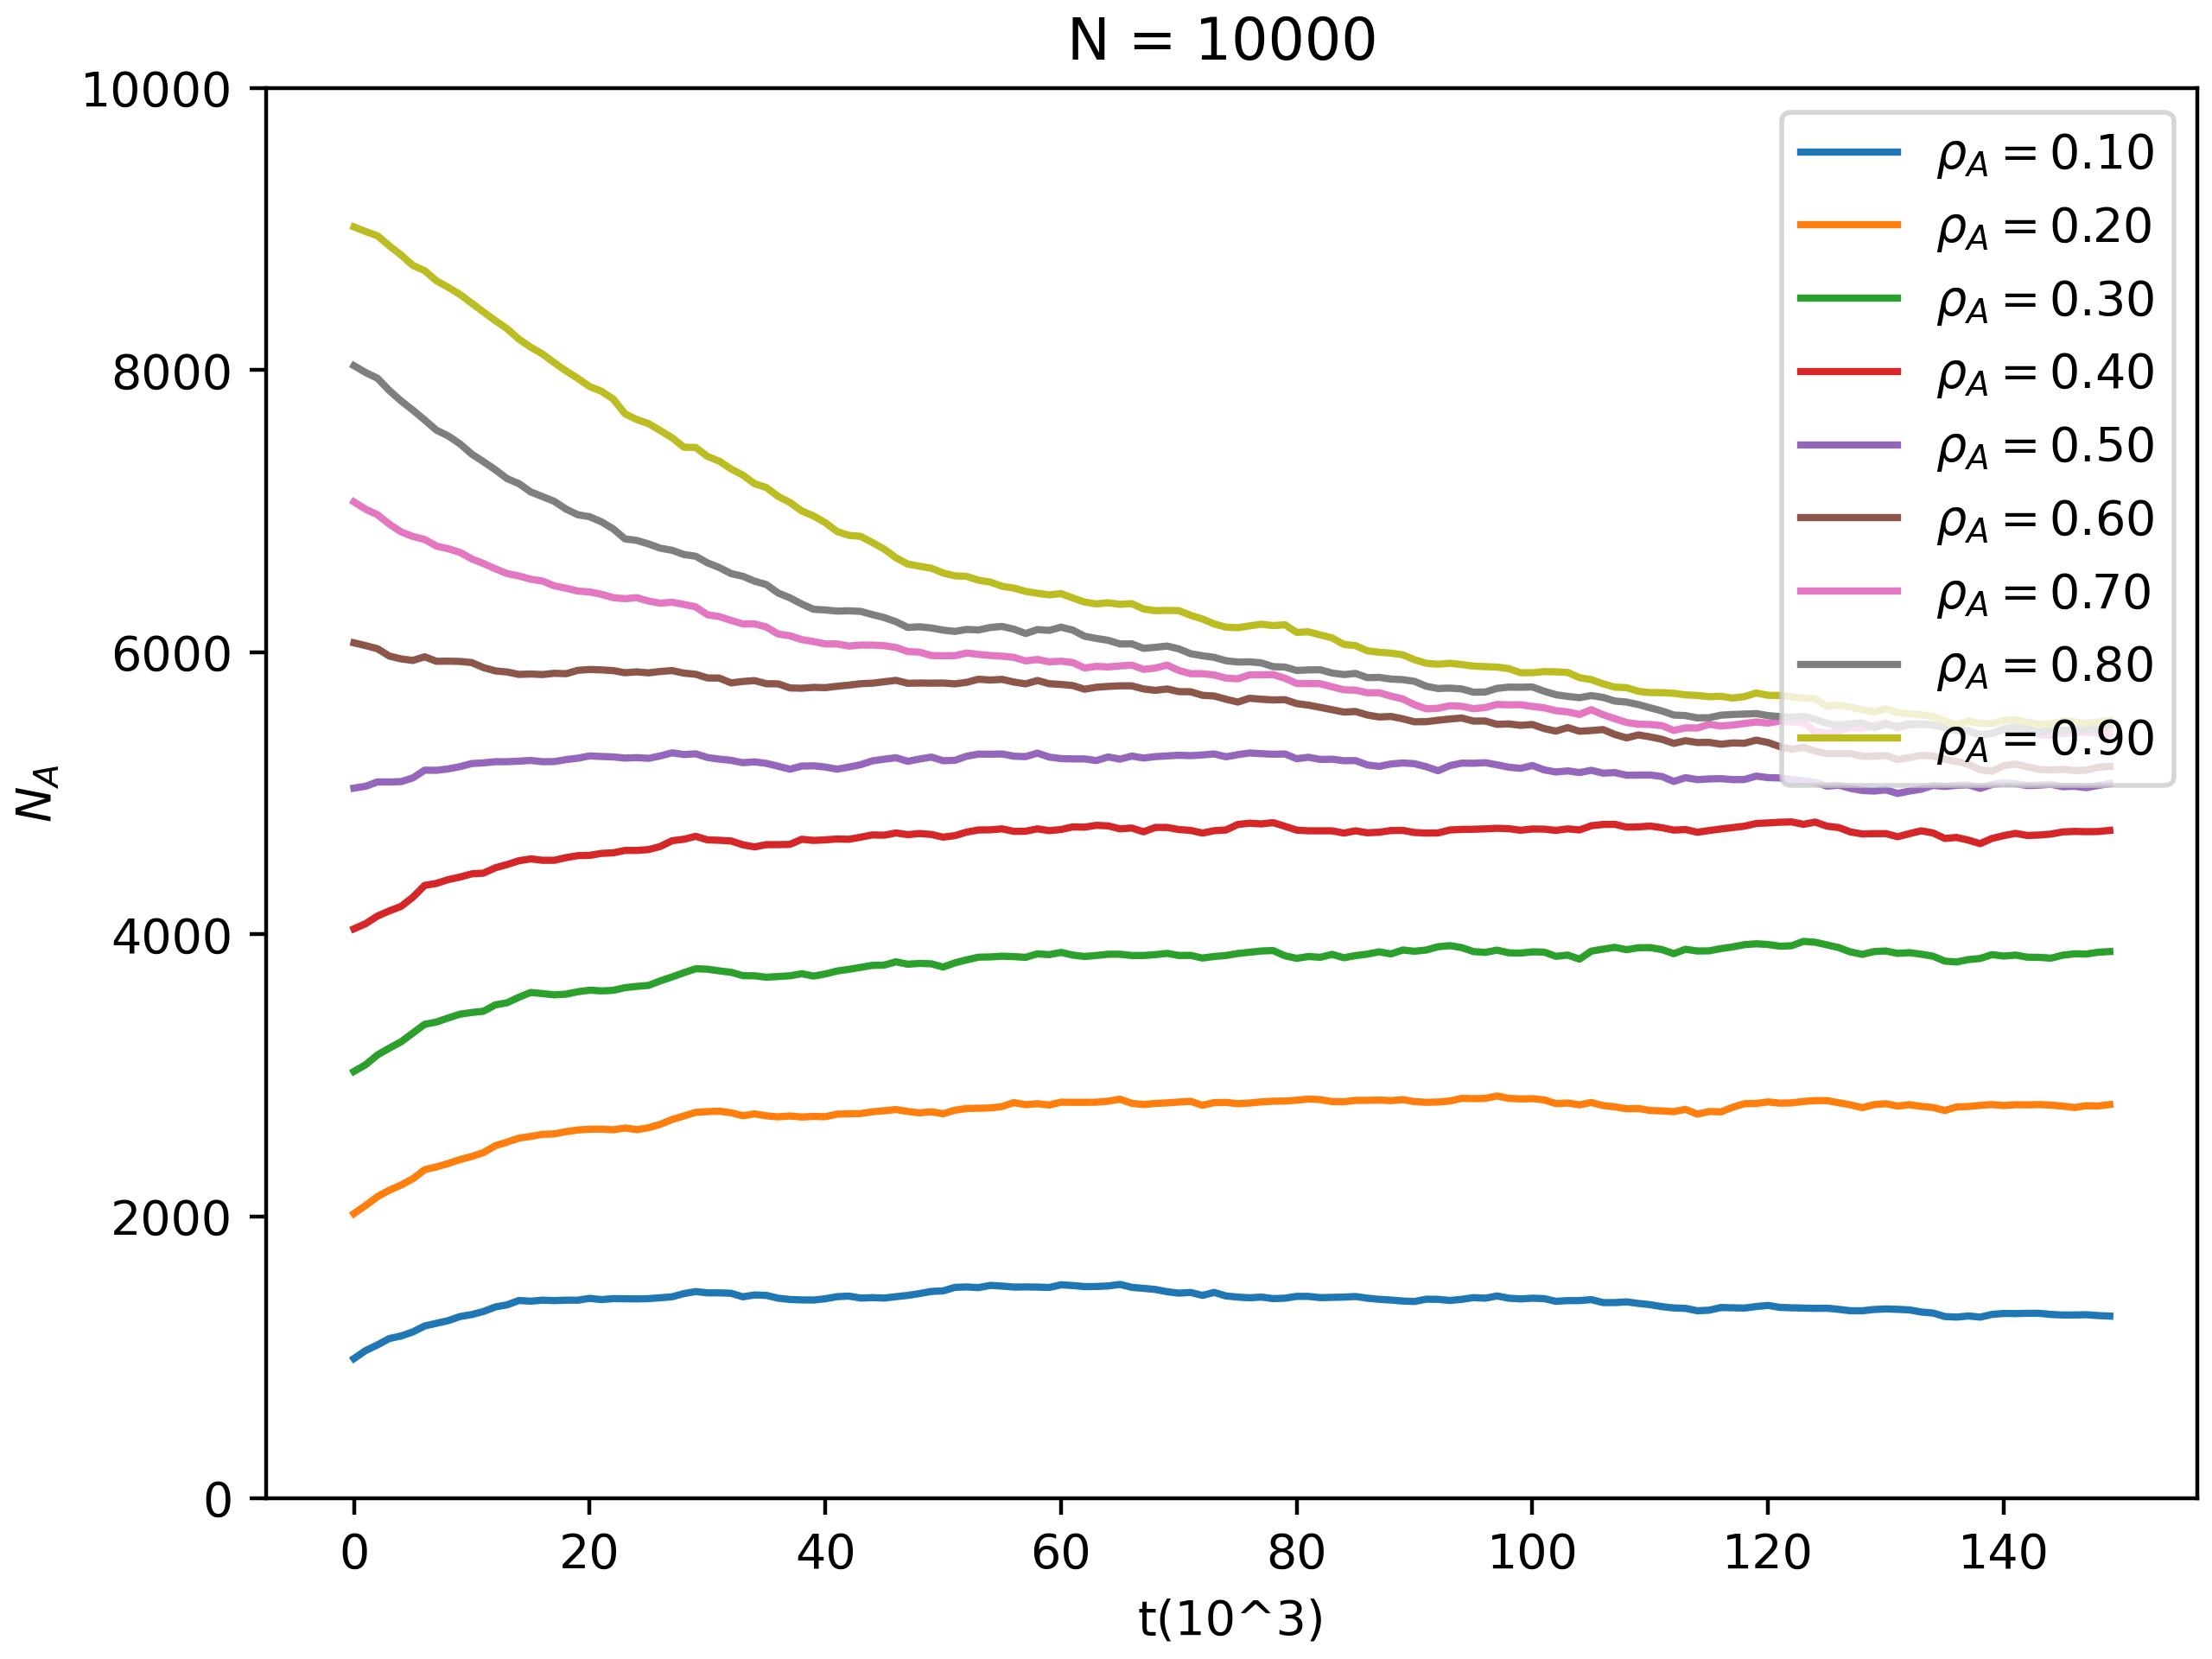 N = 10000
10000
8000
6000
4000
2000
0
N_A
0 20 40 60 80 100 120 140
t(10^3)
ρ_A = 0.10
ρ_A = 0.20
ρ_A = 0.30
ρ_A = 0.40
ρ_A = 0.50
ρ_A = 0.60
ρ_A = 0.70
ρ_A = 0.80
ρ_A = 0.90